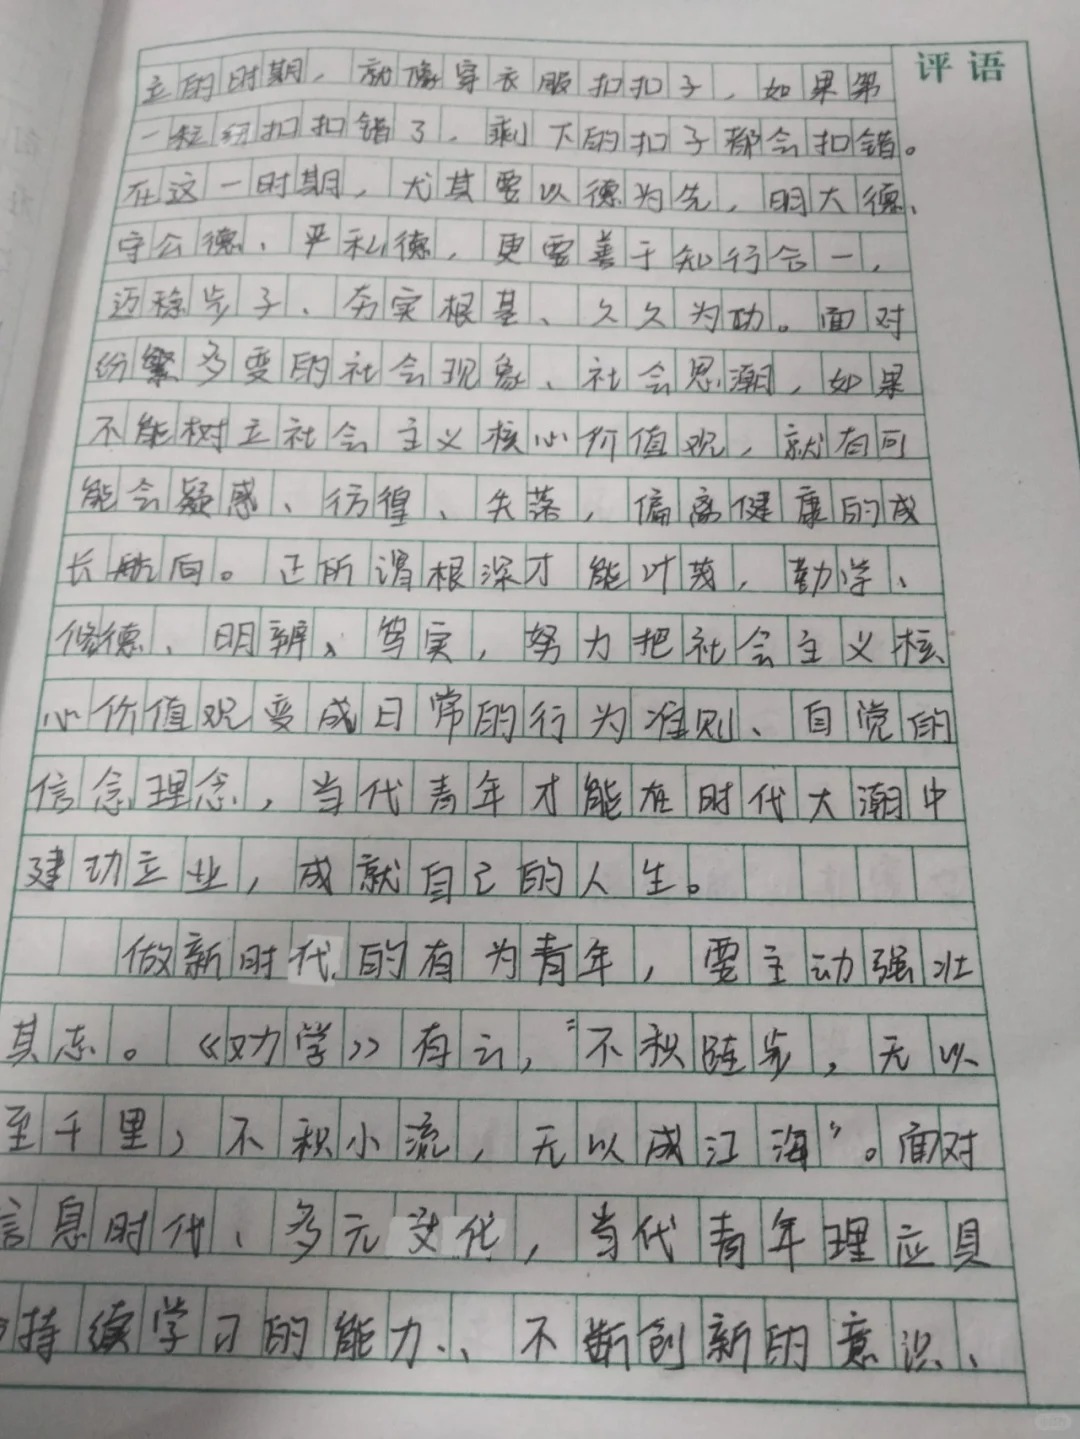 评语
立的时期，就像穿衣服扣扣子，如果第
一粒纽扣扣错了，剩下的扣子都会扣错。
在这一时期，尤其要以德为先，明大德、
守公德、严私德，更要善于知行合一，
迈稳步子、夯实根基、久久为功。面对
纷繁多变的社会现象、社会思潮，如果
不能树立社会主义核心价值观，就有可
能会疑惑、彷徨、失落，偏离健康的成
长航向。正所谓根深才能叶茂，勤学、
修德、明辨、笃实，努力把社会主义核
心价值观变成日常的行为准则、自觉的
信念理念，当代青年才能在时代大潮中
建功立业，成就自己的人生。
做新时代的有为青年，要主动强壮
其志。《劝学》有云，“不积跬步，无以
至千里，不积小流，无以成江海”。面对
信息时代、多元文化，当代青年理应具
持续学习的能力、不断创新的意识、